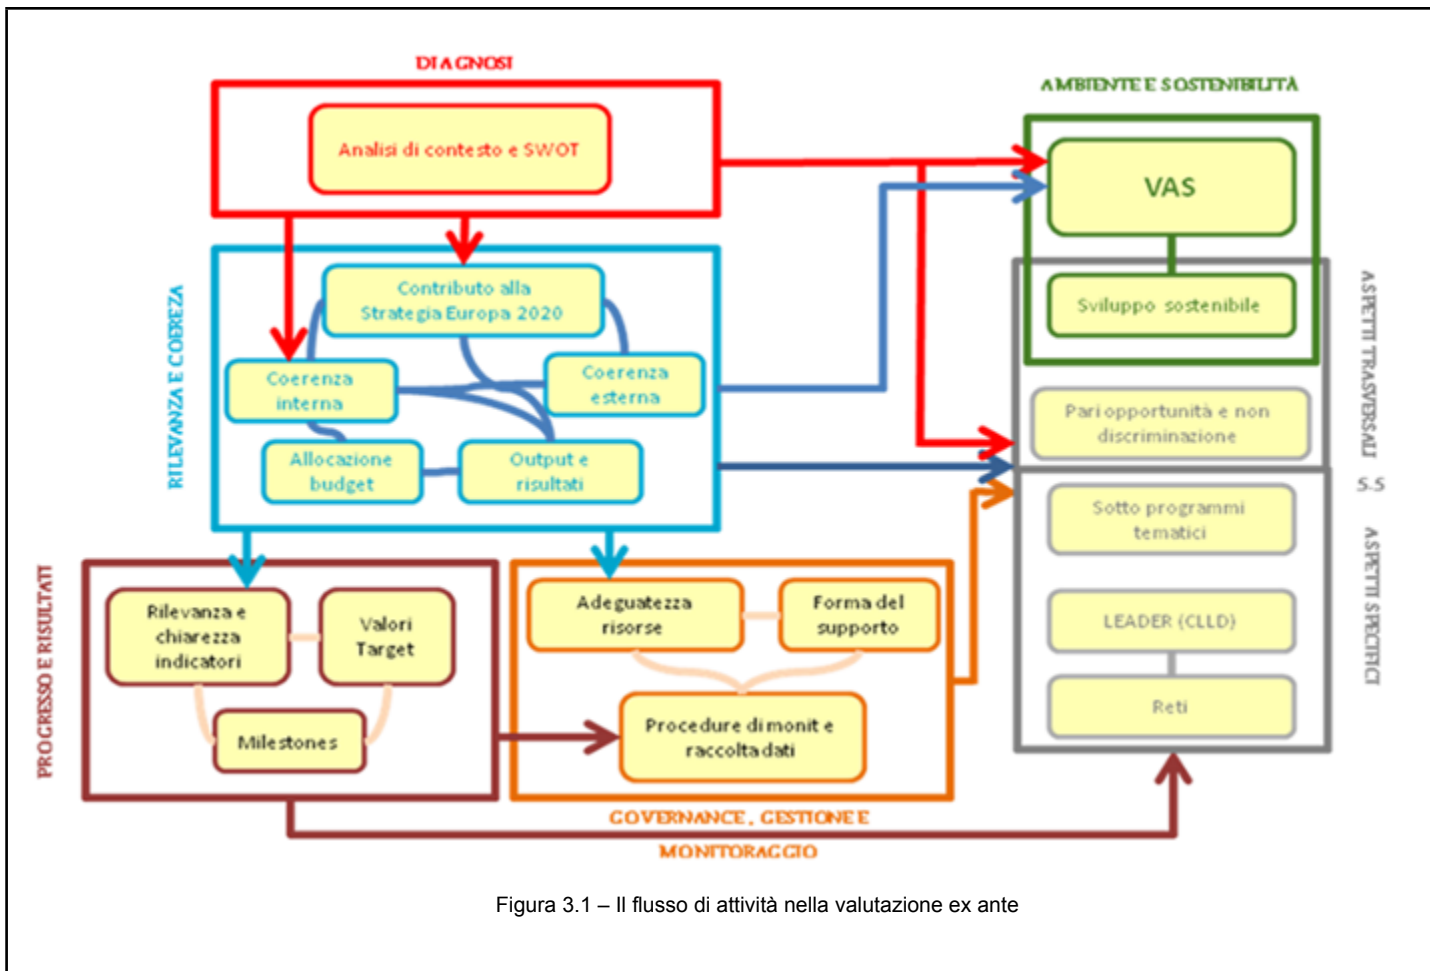 DIAGNOSI
Analisi di contesto e SWOT
AMBIENTE E SOSTENIBILITÀ
VAS
Sviluppo sostenibile
RILEVANZA E COEREZA
Contributo alla
Strategia Europa 2020
Coerenza
interna
Coerenza
esterna
Allocazione
budget
Output e
risultati
ASPETTI TRASVERSALI
Pari opportunità e non
discriminazione
5.5
ASPETTI SPECIFICI
Sotto programmi
tematici
LEADER (CLLD)
Reti
PROGRESSO E RISULTATI
Rilevanza e
chiarezza
indicatori
Valori
Target
Milestones
Adeguatezza
risorse
Forma del
supporto
Procedure di monit e
raccolta dati
GOVERNANCE, GESTIONE E
MONITORAGGIO
Figura 3.1 – Il flusso di attività nella valutazione ex ante